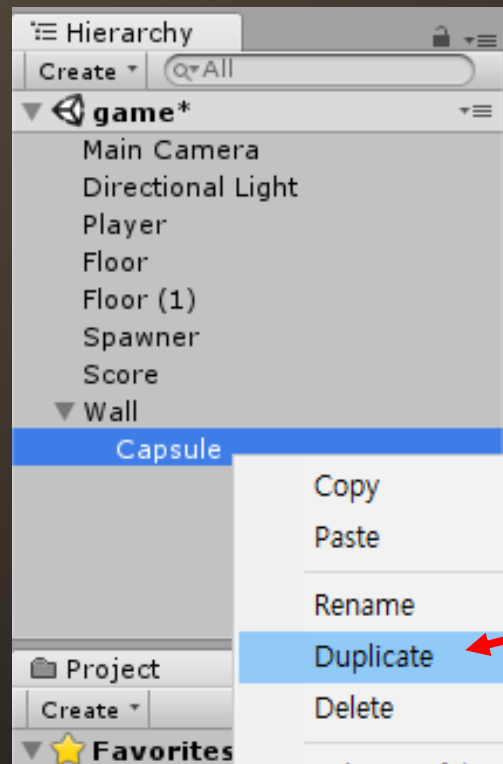 Hierarchy
Create
All
game*
Main Camera
Directional Light
Player
Floor
Floor (1)
Spawner
Score
Wall
Capsule
Copy
Paste
Rename
Duplicate
Delete
Project
Create
Favorites